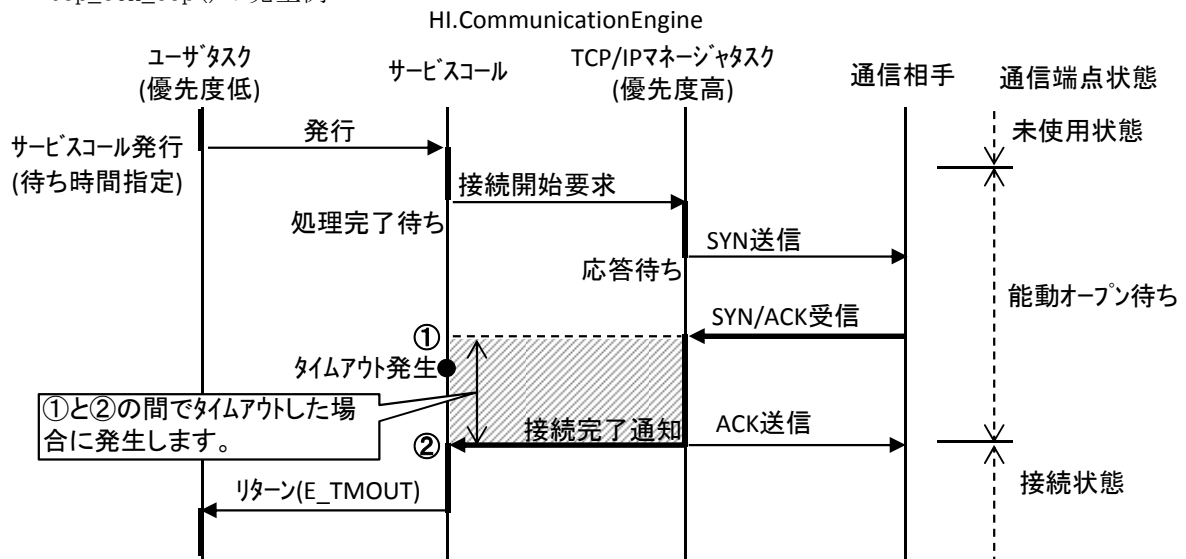 HI.CommunicationEngine
ﾕｰｻﾞﾀｽｸ
(優先度低)
ｻｰﾋﾞｽｺｰﾙ
TCP/IPﾏﾈｰｼﾞｬﾀｽｸ
(優先度高)
通信相手
通信端点状態
発行
未使用状態
ｻｰﾋﾞｽｺｰﾙ発行
(待ち時間指定)
接続開始要求
処理完了待ち
SYN送信
応答待ち
能動ｵｰﾌﾟﾝ待ち
SYN/ACK受信
①
ﾀｲﾑｱｳﾄ発生
①と②の間でﾀｲﾑｱｳﾄした場
合に発生します。
接続完了通知
ACK送信
②
ﾘﾀｰﾝ(E_TMOUT)
接続状態